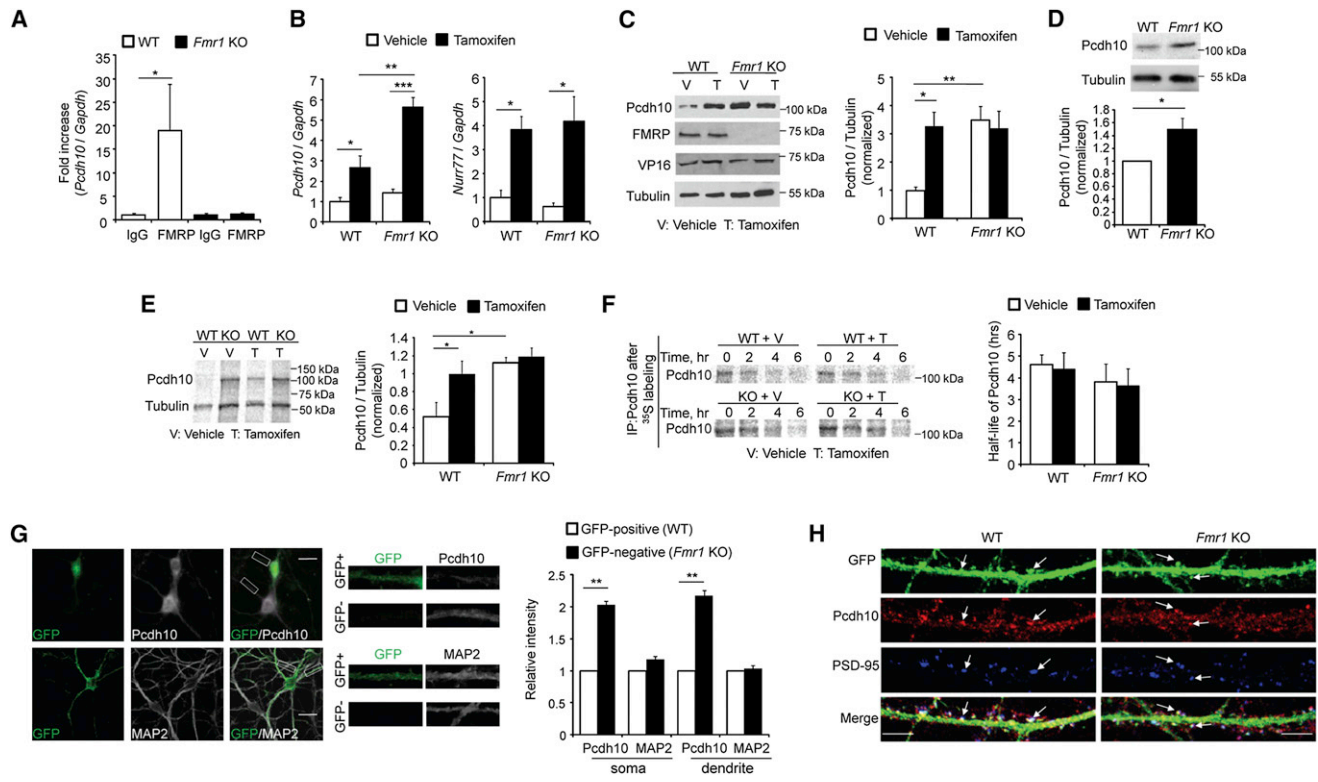 A
WT Fmr1 KO
Fold increase
(Pcdh10 / Gapdh)
40
35
30
25
20
15
10
5
0
*
IgG FMRP IgG FMRP
B
Vehicle Tamoxifen
Pcdh10 / Gapdh
7
6
5
4
3
2
1
0
**
***
*
WT Fmr1 KO
Nurr77 / Gapdh
6
5
4
3
2
1
0
* *
WT Fmr1 KO
C
WT Fmr1 KO
V T V T
Pcdh10 100 kDa
FMRP 75 kDa
VP16 75 kDa
Tubulin 55 kDa
V: Vehicle T: Tamoxifen
Vehicle Tamoxifen
Pcdh10 / Tubulin
(normalized)
5
4
3
2
1
0
**
*
WT Fmr1 KO
D
WT Fmr1 KO
Pcdh10 100 kDa
Tubulin 55 kDa
Pcdh10 / Tubulin
(normalized)
1.8
1.6
1.4
1.2
1
0.8
0.6
0.4
0.2
0
*
WT Fmr1 KO
E
WT KO WT KO
V V T T
150 kDa
Pcdh10 100 kDa
75 kDa
Tubulin 50 kDa
V: Vehicle T: Tamoxifen
Vehicle Tamoxifen
Pcdh10 / Tubulin
(normalized)
1.4
1.2
1
0.8
0.6
0.4
0.2
0
*
*
WT Fmr1 KO
F
IP:Pcdh10 after
35S labeling
WT + V WT + T
Time, hr 0 2 4 6 0 2 4 6
Pcdh10 100 kDa
KO + V KO + T
Time, hr 0 2 4 6 0 2 4 6
Pcdh10 100 kDa
V: Vehicle T: Tamoxifen
Vehicle Tamoxifen
Half-life of Pcdh10 (hrs)
6
5
4
3
2
1
0
WT Fmr1 KO
G
GFP Pcdh10 GFP/Pcdh10
GFP MAP2 GFP/MAP2
GFP Pcdh10
GFP+
GFP-
GFP MAP2
GFP+
GFP-
GFP-positive (WT)
GFP-negative (Fmr1 KO)
Relative intensity
2.5
2
1.5
1
0.5
0
** **
Pcdh10 MAP2 Pcdh10 MAP2
soma dendrite
H
WT Fmr1 KO
GFP
Pcdh10
PSD-95
Merge